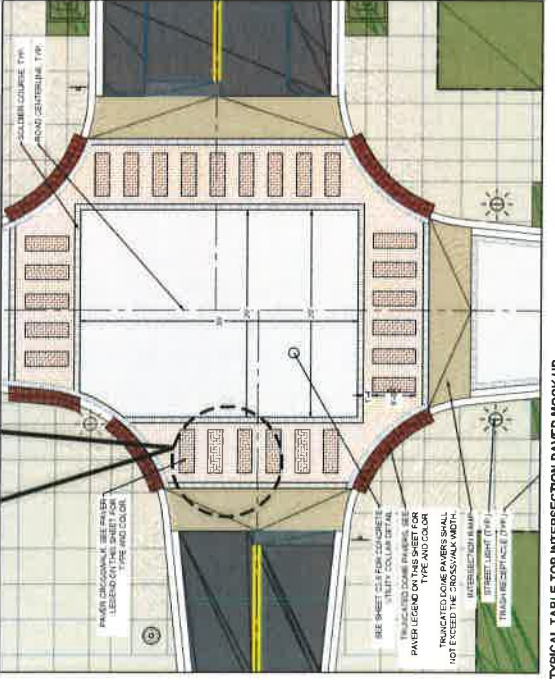 SOLDIER COURSE, TYP.
ROAD CENTERLINE, TYP.
PAVER CROSSWALK, SEE PAVER
LEGEND ON THIS SHEET FOR
TYPE AND COLOR.
SEE SHEET FOR CONCRETE
UTILITY COLLAR DETAIL
TRUNCATED DOME PAVERS, SEE
PAVER LEGEND ON THIS SHEET FOR
TYPE AND COLOR
TRUNCATED DOME PAVERS SHALL
NOT EXCEED THE CROSSWALK WIDTH.
INTERSECTION RAMP
STREET LIGHT (TYP.)
TRASH RECEPTACLE (TYP.)
TYPICAL TABLE TOP INTERSECTION PAVER MOCK UP